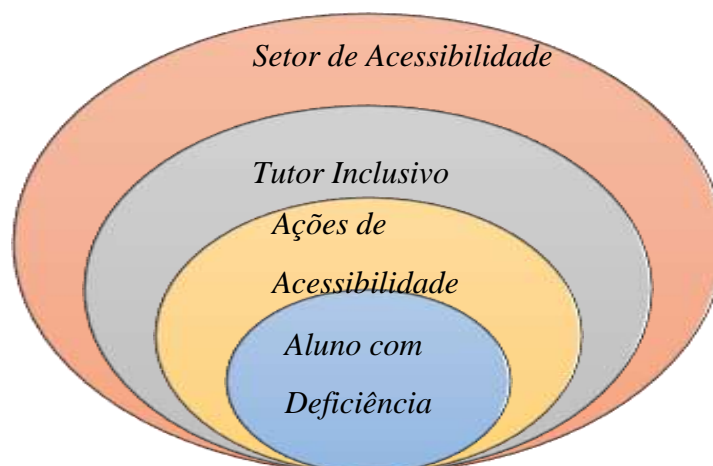 Setor de Acessibilidade
Tutor Inclusivo
Ações de
Acessibilidade
Aluno com
Deficiência